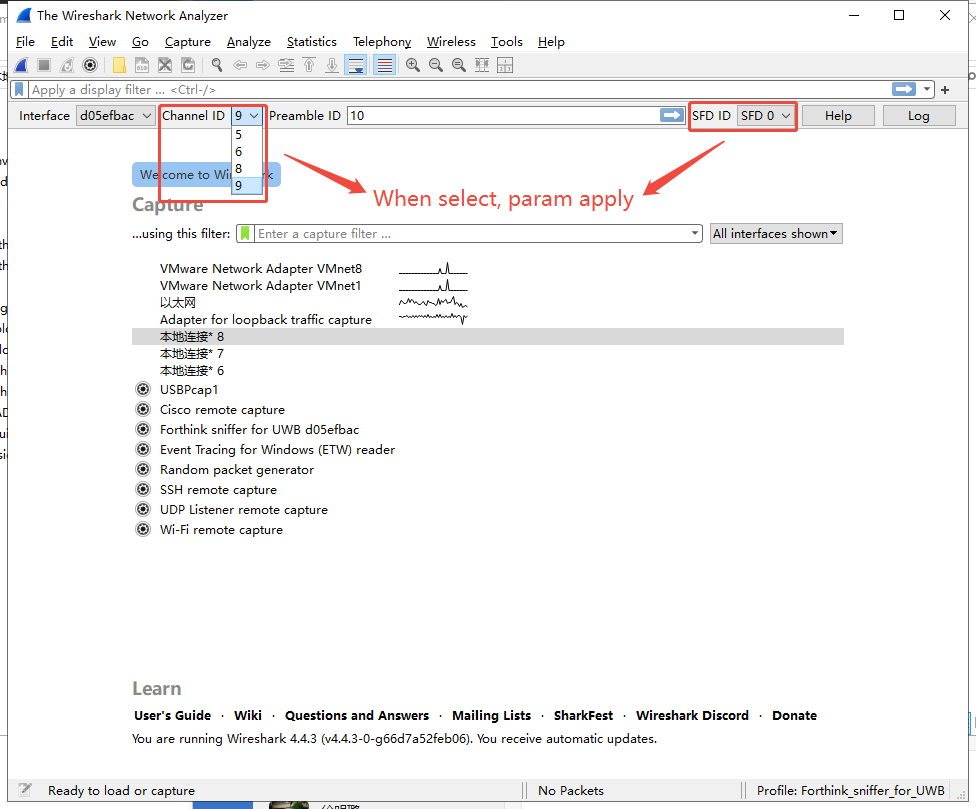 The Wireshark Network Analyzer
File Edit View Go Capture Analyze Statistics Telephony Wireless Tools Help
Apply a display filter ... <Ctrl-/>
Interface d05efbac Channel ID 9 Preamble ID 10 SFD ID SFD 0 Help Log
5
6
8
9
Welcome to Wi k
When select, param apply
Capture
...using this filter: Enter a capture filter ... All interfaces shown
VMware Network Adapter VMnet8
VMware Network Adapter VMnet1
以太网
Adapter for loopback traffic capture
本地连接* 8
本地连接* 7
本地连接* 6
USBPcap1
Cisco remote capture
Forthink sniffer for UWB d05efbac
Event Tracing for Windows (ETW) reader
Random packet generator
SSH remote capture
UDP Listener remote capture
Wi-Fi remote capture
Learn
User's Guide · Wiki · Questions and Answers · Mailing Lists · SharkFest · Wireshark Discord · Donate
You are running Wireshark 4.4.3 (v4.4.3-0-g66d7a52feb06). You receive automatic updates.
Ready to load or capture No Packets Profile: Forthink_sniffer_for_UWB